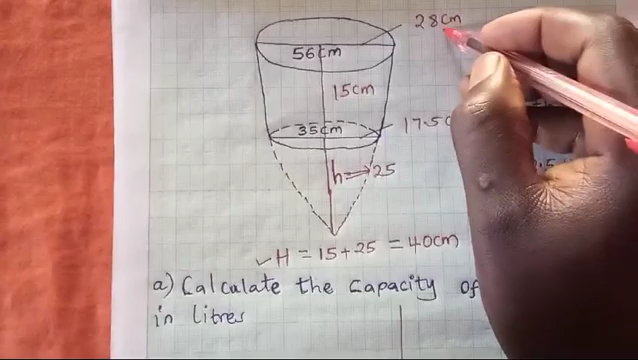 28cm
56cm
15cm
35cm
17.5
h → 25
✓ H = 15+25 = 40cm
a) Calculate the capacity of
in litres